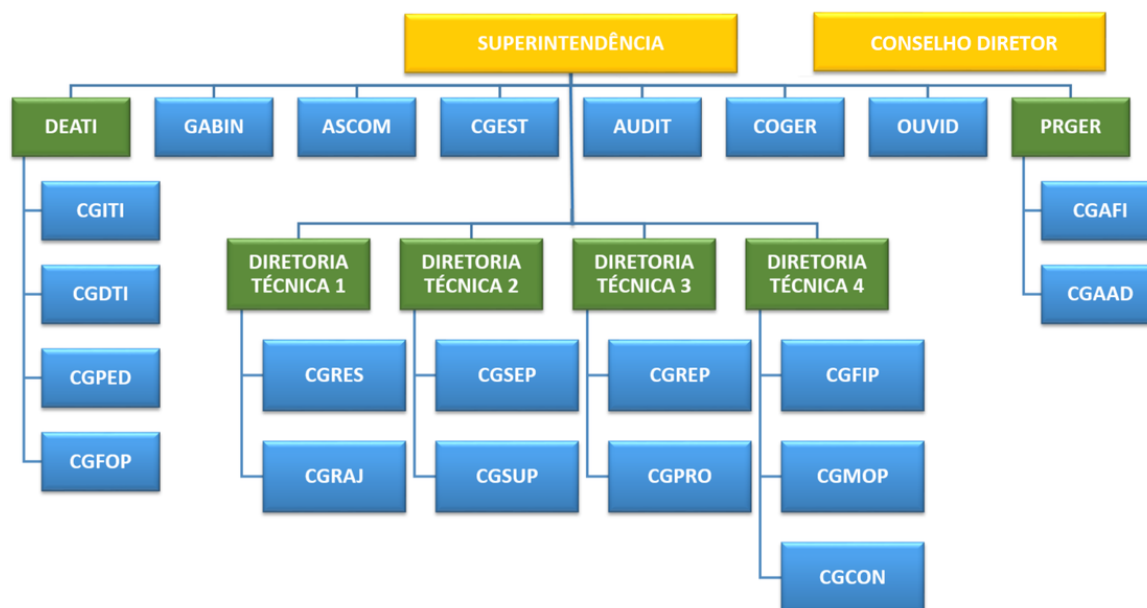 SUPERINTENDÊNCIA
CONSELHO DIRETOR
DEATI
GABIN
ASCOM
CGEST
AUDIT
COGER
OUVID
PRGER
CGITI
CGDTI
CGPED
CGFOP
DIRETORIA
TÉCNICA 1
CGRES
CGRAJ
DIRETORIA
TÉCNICA 2
CGSEP
CGSUP
DIRETORIA
TÉCNICA 3
CGREP
CGPRO
DIRETORIA
TÉCNICA 4
CGFIP
CGMOP
CGCON
CGAFI
CGAAD